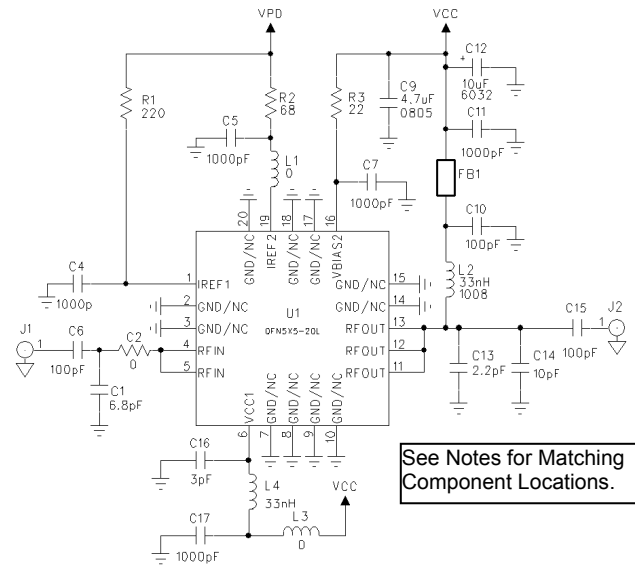 VPD
VCC
R1
220
R2
68
C5
1000pF
L1
0
R3
22
C9
4.7uF
0805
+
C12
10uF
6032
C11
1000pF
FB1
C7
1000pF
C10
100pF
L2
33nH
1008
20
19
18
17
16
GND/NC
IREF2
GND/NC
GND/NC
VBIAS2
C4
1000p
1
IREF1
2
GND/NC
3
GND/NC
4
RFIN
5
RFIN
U1
QFN5X5-20L
GND/NC
15
GND/NC
14
RFOUT
13
RFOUT
12
RFOUT
11
J1
1
C6
100pF
C2
0
C1
6.8pF
C15
100pF
J2
1
C13
2.2pF
C14
10pF
VCC1
GND/NC
GND/NC
GND/NC
GND/NC
6
7
8
9
10
C16
3pF
L4
33nH
L3
0
VCC
C17
1000pF
See Notes for Matching
Component Locations.